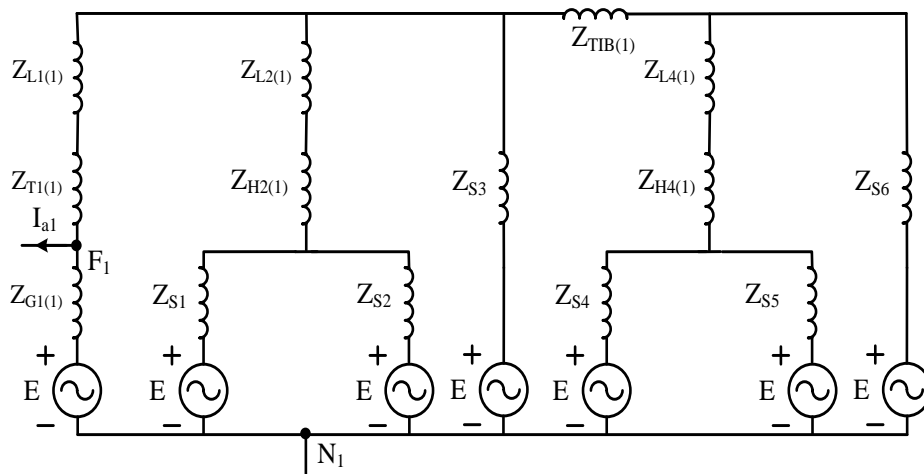 Z_TIB(1)
Z_L1(1) Z_L2(1) Z_L4(1)
Z_T1(1) Z_H2(1) Z_S3 Z_H4(1) Z_S6
I_a1
F_1
Z_G1(1) Z_S1 Z_S2 Z_S4 Z_S5
+ + + + + + +
E E E E E E E
− − − − − − −
N_1